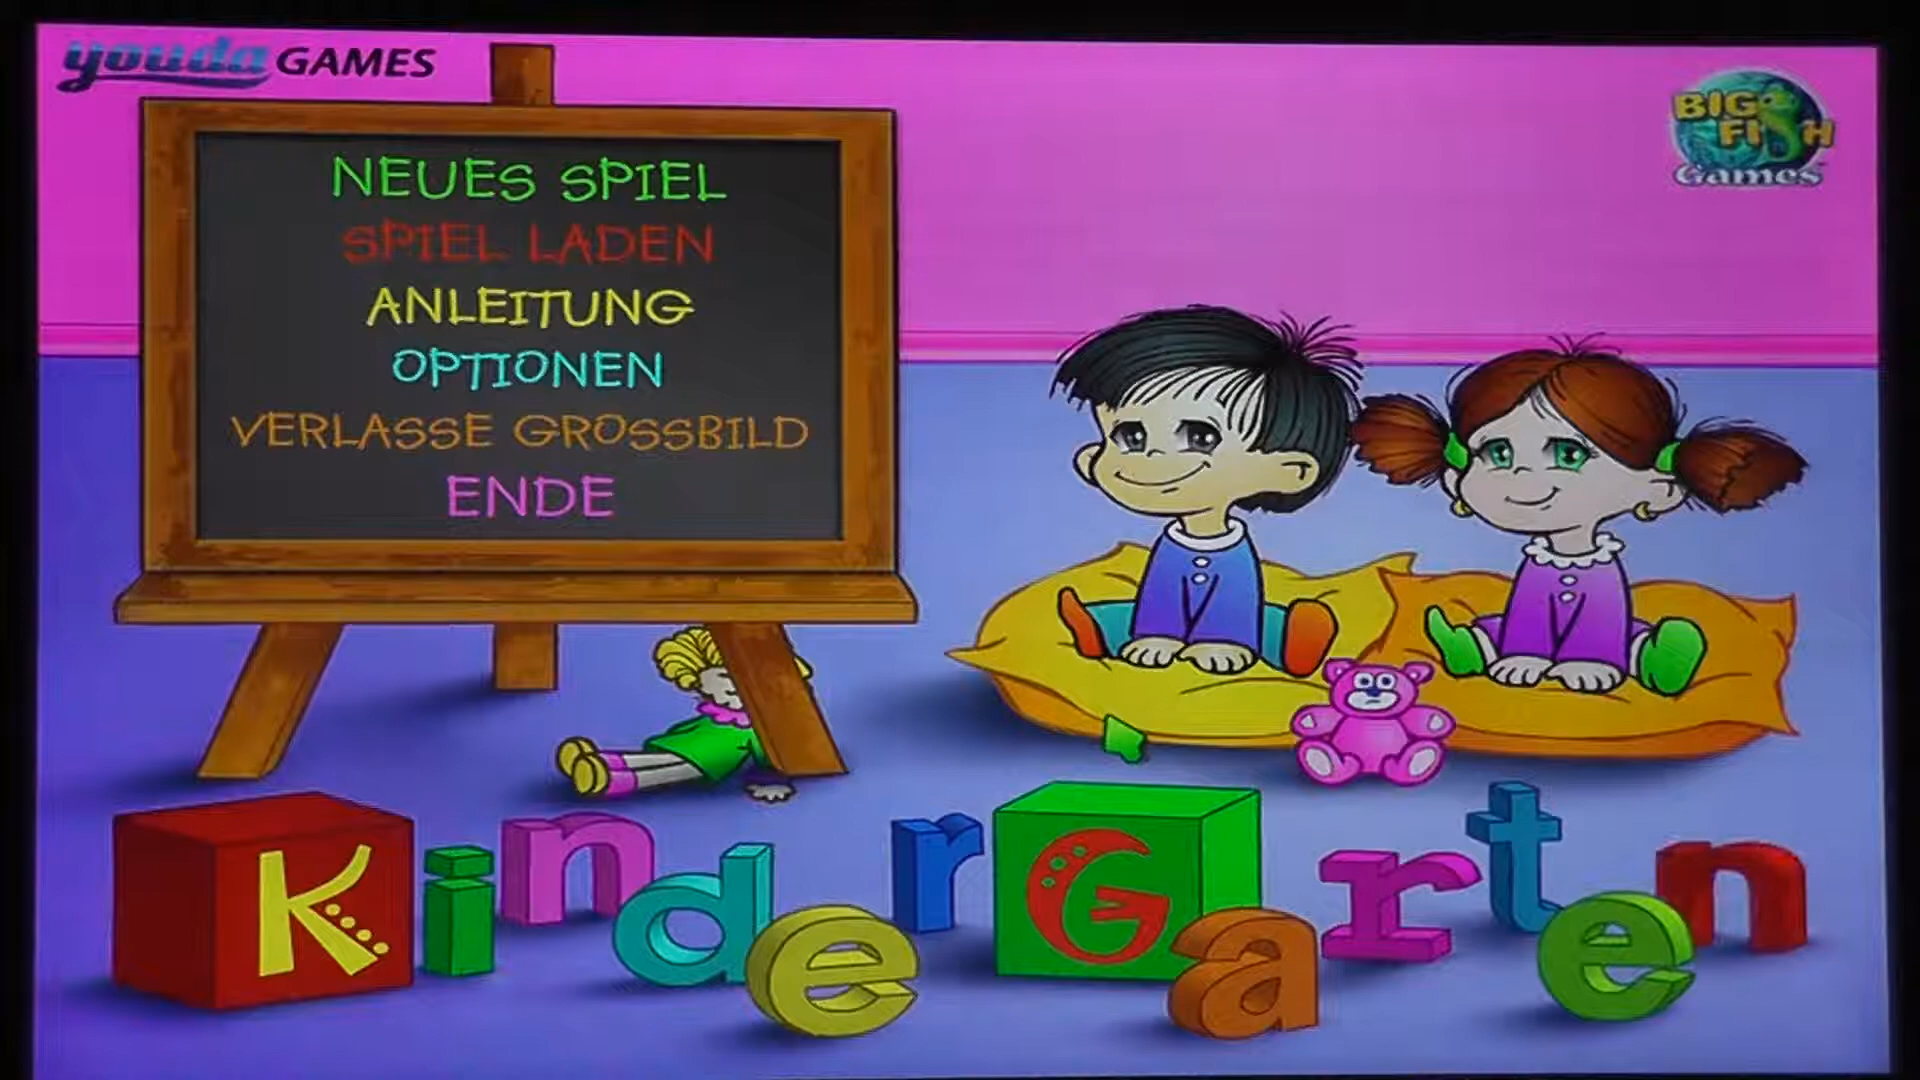 youda GAMES
BIG FISH Games
NEUES SPIEL
SPIEL LADEN
ANLEITUNG
OPTIONEN
VERLASSE GROSSBILD
ENDE
KinderGarten